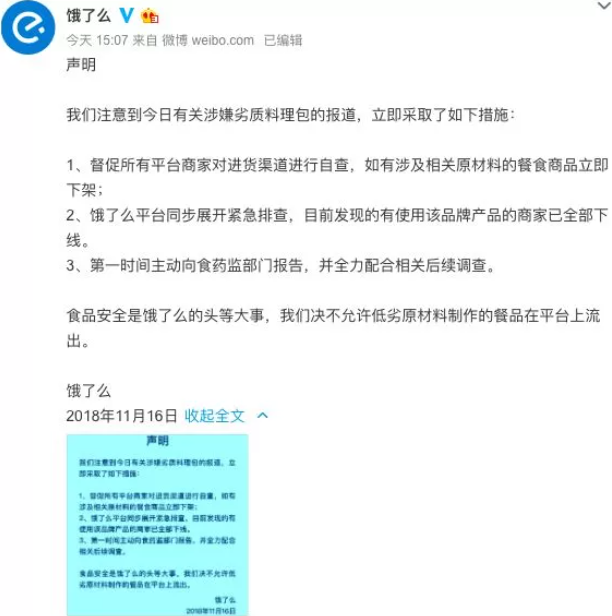 饿了么
今天 15:07 来自 微博 weibo.com 已编辑
声明
我们注意到今日有关涉嫌劣质料理包的报道，立即采取了如下措施：
1、督促所有平台商家对进货渠道进行自查，如有涉及相关原材料的餐食商品立即
下架；
2、饿了么平台同步展开紧急排查，目前发现的有使用该品牌产品的商家已全部下
线。
3、第一时间主动向食药监部门报告，并全力配合相关后续调查。
食品安全是饿了么的头等大事，我们决不允许低劣原材料制作的餐品在平台上流
出。
饿了么
2018年11月16日 收起全文
声明
我们注意到今日有关涉嫌劣质料理包的报道，立
即采取了如下措施：
1、督促所有平台商家对进货渠道进行自查，如有
涉及相关原材料的餐食商品立即下架；
2、饿了么平台同步展开紧急排查，目前发现的有
使用该品牌产品的商家已全部下线。
3、第一时间主动向食药监部门报告，并全力配合
相关后续调查。
食品安全是饿了么的头等大事，我们决不允许低
劣原材料制作的餐品在平台上流出。
饿了么
2018年11月16日